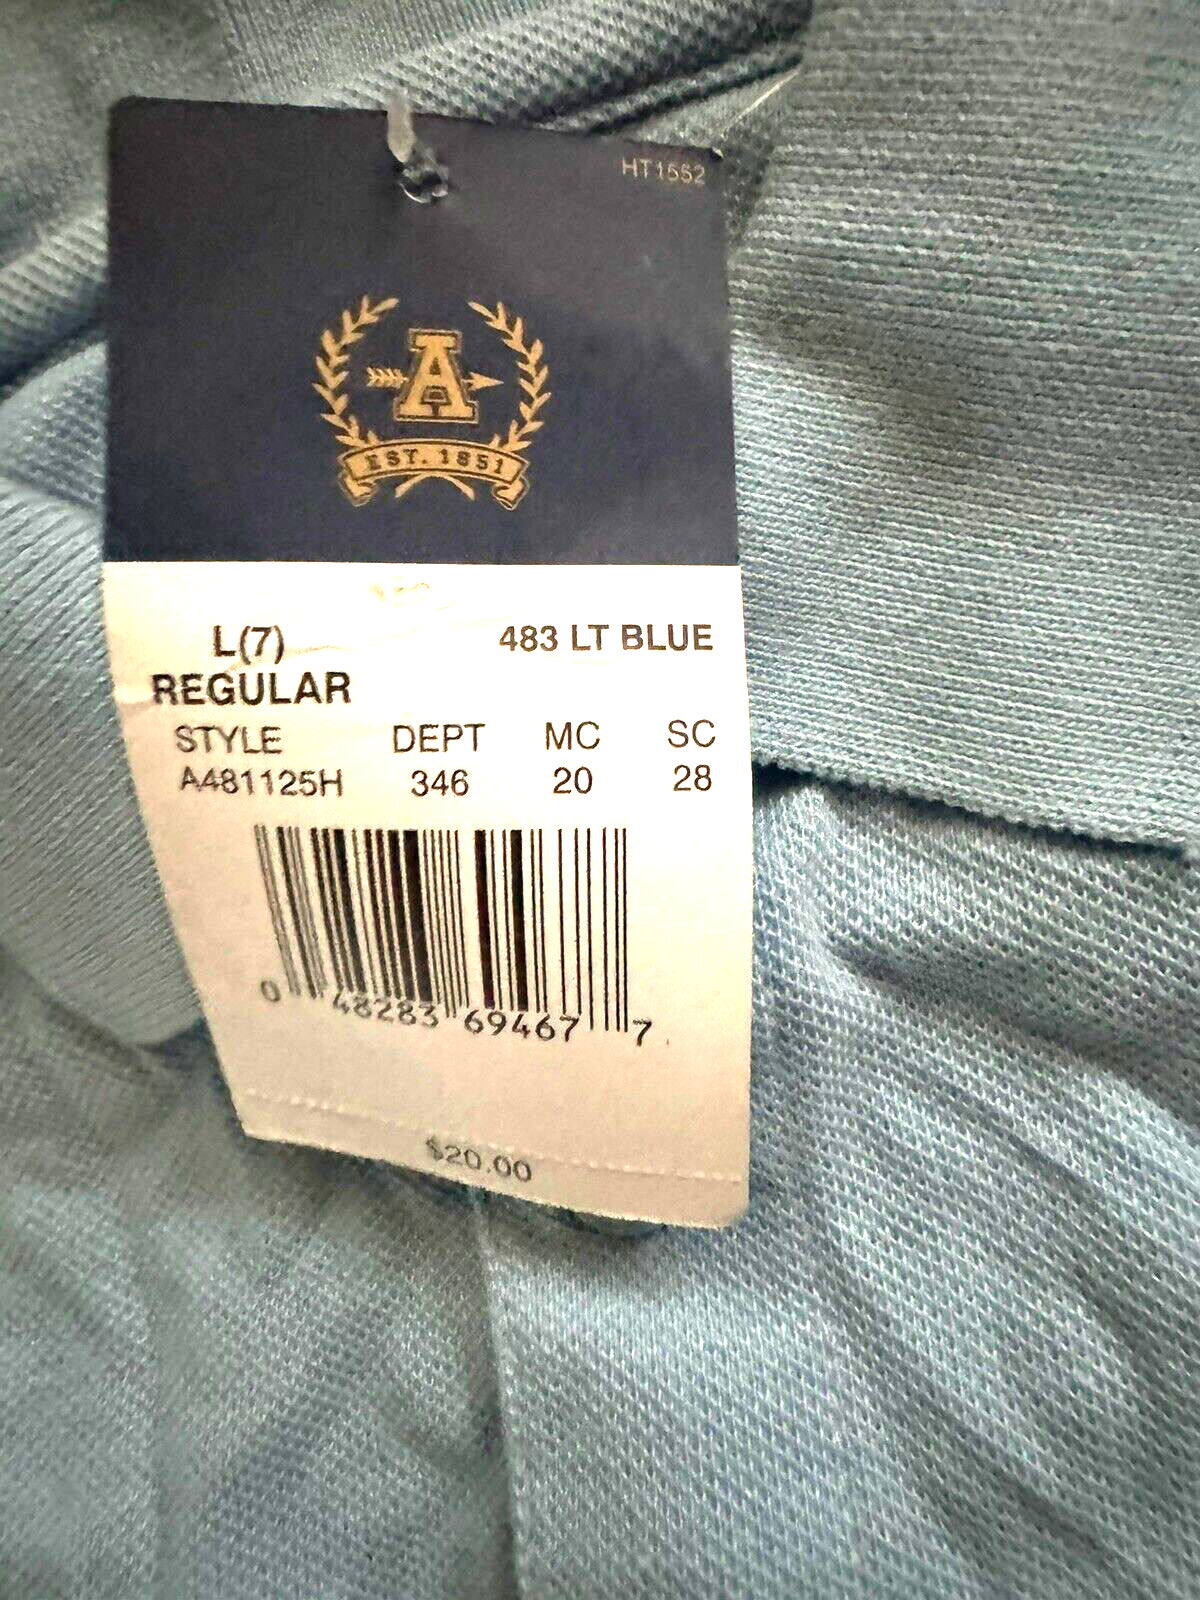 HT1552
A
EST. 1851
L(7) 483 LT BLUE
REGULAR
STYLE DEPT MC SC
A481125H 346 20 28
0 48283 69467 7
$20.00